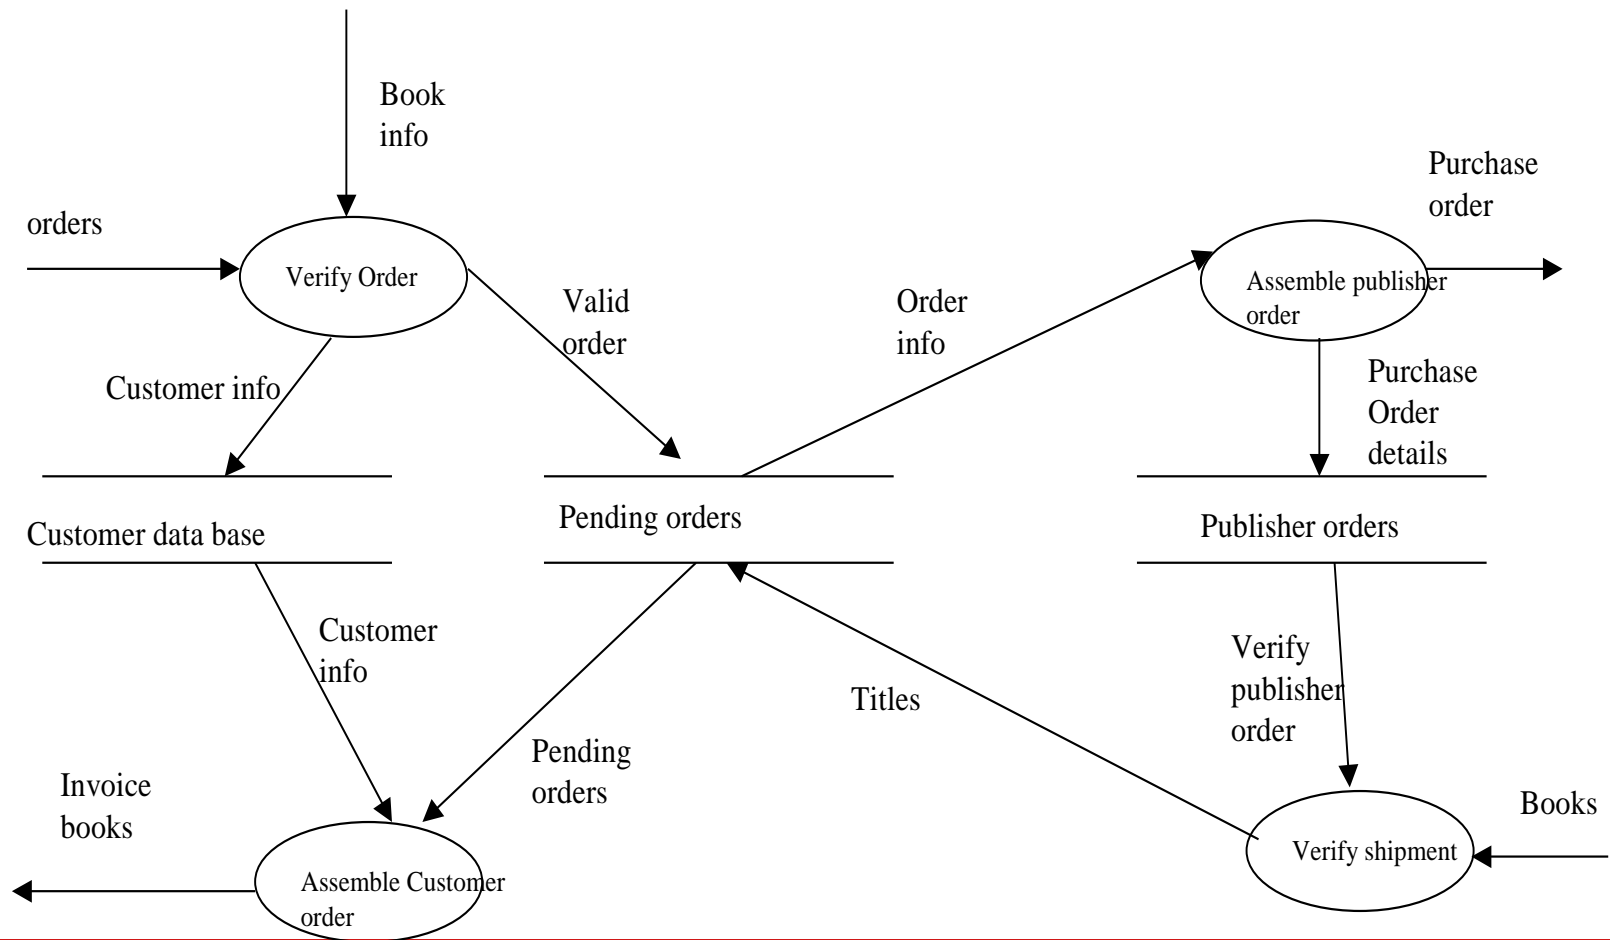 Book
info
Purchase
order
orders
Verify Order
Assemble publisher
order
Valid
order
Order
info
Customer info
Purchase
Order
details
Customer data base
Pending orders
Publisher orders
Customer
info
Verify
publisher
order
Titles
Pending
orders
Invoice
books
Books
Verify shipment
Assemble Customer
order